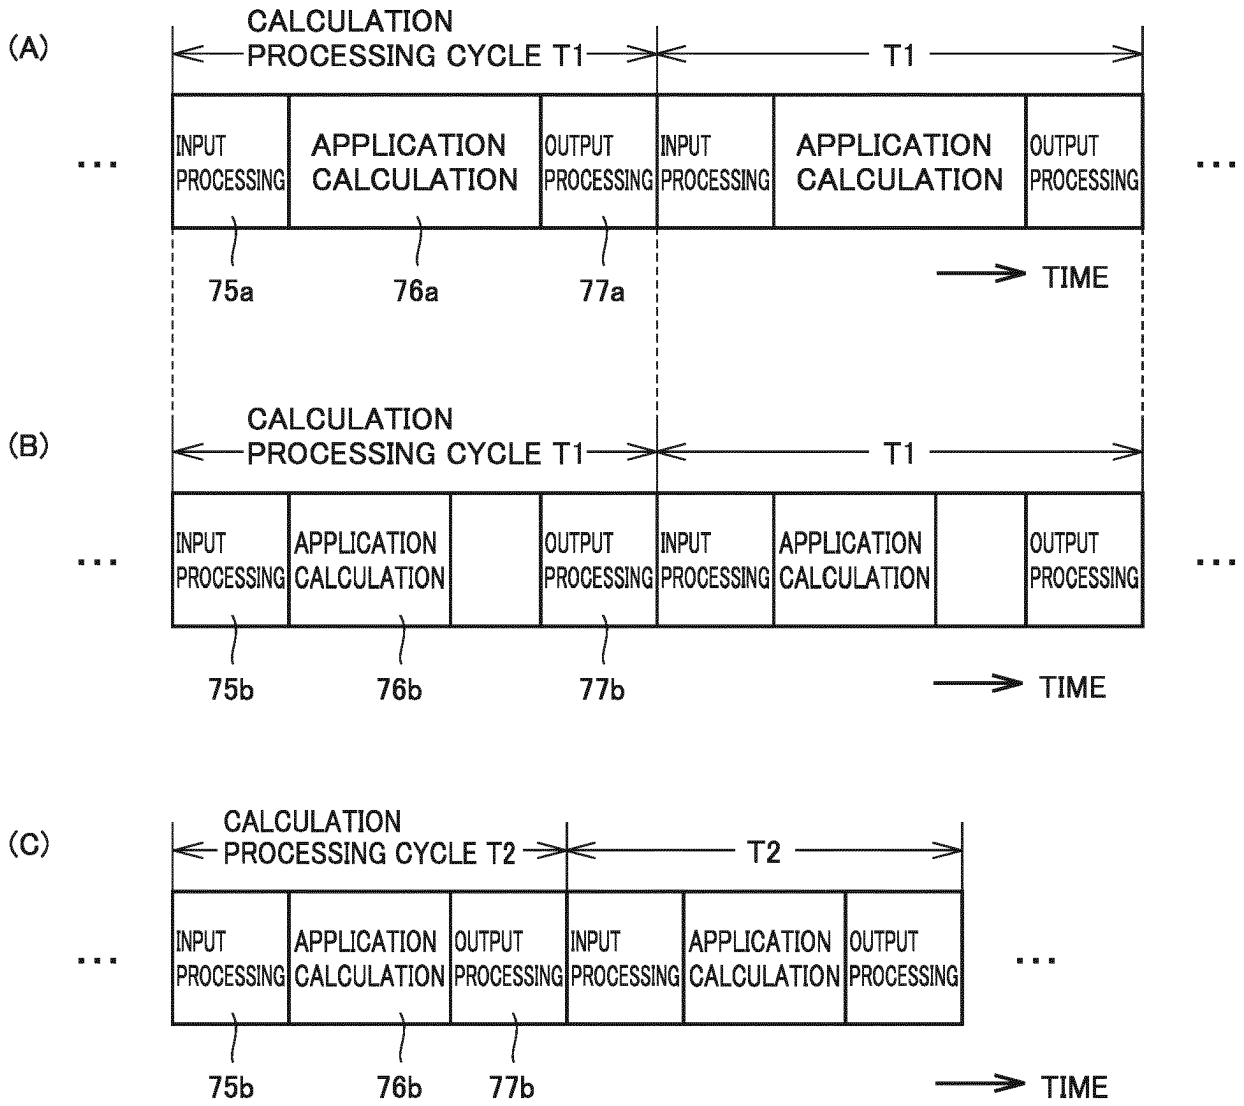 (A)
CALCULATION
PROCESSING CYCLE T1
T1
...
INPUT
PROCESSING
APPLICATION
CALCULATION
OUTPUT
PROCESSING
INPUT
PROCESSING
APPLICATION
CALCULATION
OUTPUT
PROCESSING
...
75a
76a
77a
TIME
(B)
CALCULATION
PROCESSING CYCLE T1
T1
...
INPUT
PROCESSING
APPLICATION
CALCULATION
OUTPUT
PROCESSING
INPUT
PROCESSING
APPLICATION
CALCULATION
OUTPUT
PROCESSING
...
75b
76b
77b
TIME
(C)
CALCULATION
PROCESSING CYCLE T2
T2
...
INPUT
PROCESSING
APPLICATION
CALCULATION
OUTPUT
PROCESSING
INPUT
PROCESSING
APPLICATION
CALCULATION
OUTPUT
PROCESSING
...
75b
76b
77b
TIME